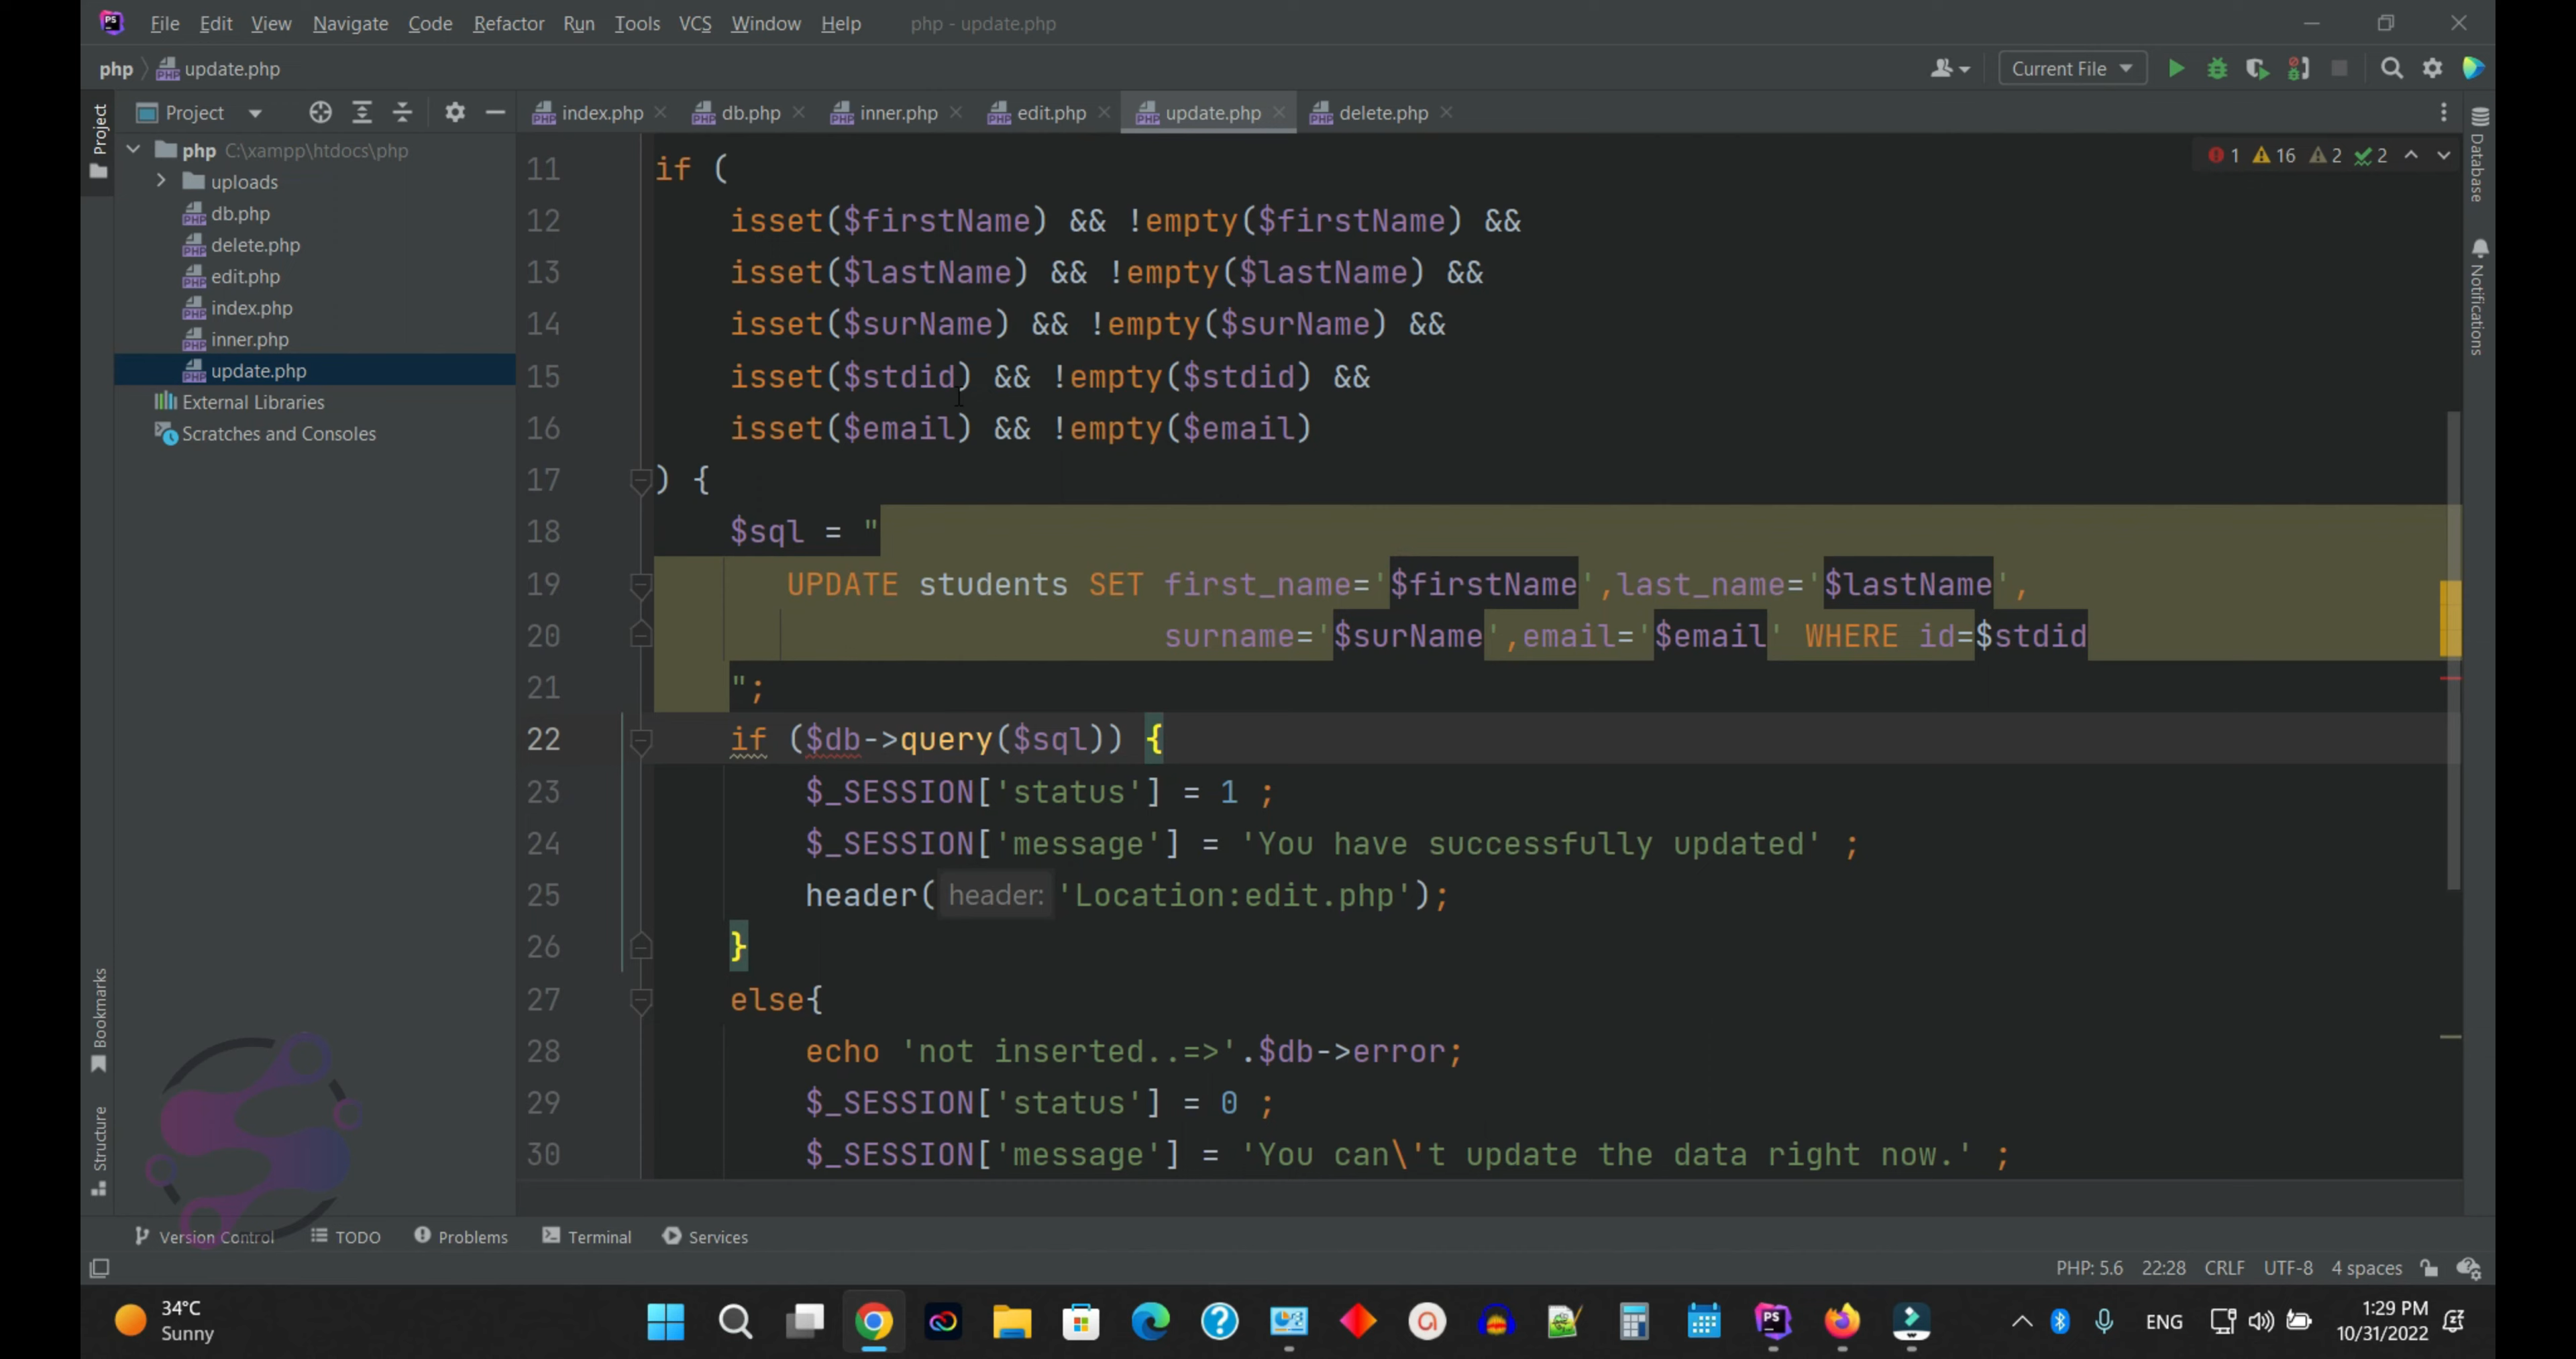 File Edit View Navigate Code Refactor Run Tools VCS Window Help php - update.php
php update.php Current File
Project index.php db.php inner.php edit.php update.php delete.php
Project
php C:\xampp\htdocs\php
uploads
db.php
delete.php
edit.php
index.php
inner.php
update.php
External Libraries
Scratches and Consoles
1 16 2 2
11 if (
12 isset($firstName) && !empty($firstName) &&
13 isset($lastName) && !empty($lastName) &&
14 isset($surName) && !empty($surName) &&
15 isset($stdid) && !empty($stdid) &&
16 isset($email) && !empty($email)
17 ) {
18 $sql = "
19 UPDATE students SET first_name='$firstName',last_name='$lastName',
20 surname='$surName',email='$email' WHERE id=$stdid
21 ";
22 if ($db->query($sql)) {
23 $_SESSION['status'] = 1 ;
24 $_SESSION['message'] = 'You have successfully updated' ;
25 header( header: 'Location:edit.php');
26 }
27 else{
28 echo 'not inserted..=>'.$db->error;
29 $_SESSION['status'] = 0 ;
30 $_SESSION['message'] = 'You can\'t update the data right now.' ;
Database
Notifications
Bookmarks
Structure
Version Control TODO Problems Terminal Services
PHP: 5.6 22:28 CRLF UTF-8 4 spaces
34°C
Sunny
ENG
1:29 PM
10/31/2022